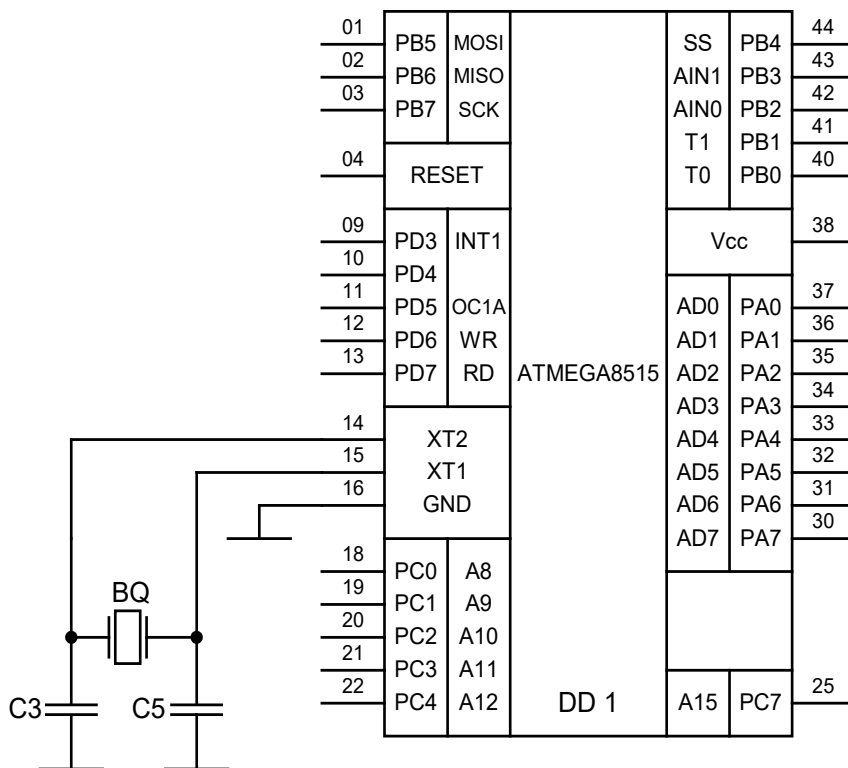 01 PB5 MOSI SS PB4 44
02 PB6 MISO AIN1 PB3 43
03 PB7 SCK AIN0 PB2 42
T1 PB1 41
04 RESET T0 PB0 40
09 PD3 INT1 Vcc 38
10 PD4
11 PD5 OC1A AD0 PA0 37
12 PD6 WR AD1 PA1 36
13 PD7 RD ATMEGA8515 AD2 PA2 35
AD3 PA3 34
14 XT2 AD4 PA4 33
15 XT1 AD5 PA5 32
16 GND AD6 PA6 31
AD7 PA7 30
18 PC0 A8
19 PC1 A9
BQ
20 PC2 A10
21 PC3 A11
C3 C5 22 PC4 A12 DD 1 A15 PC7 25